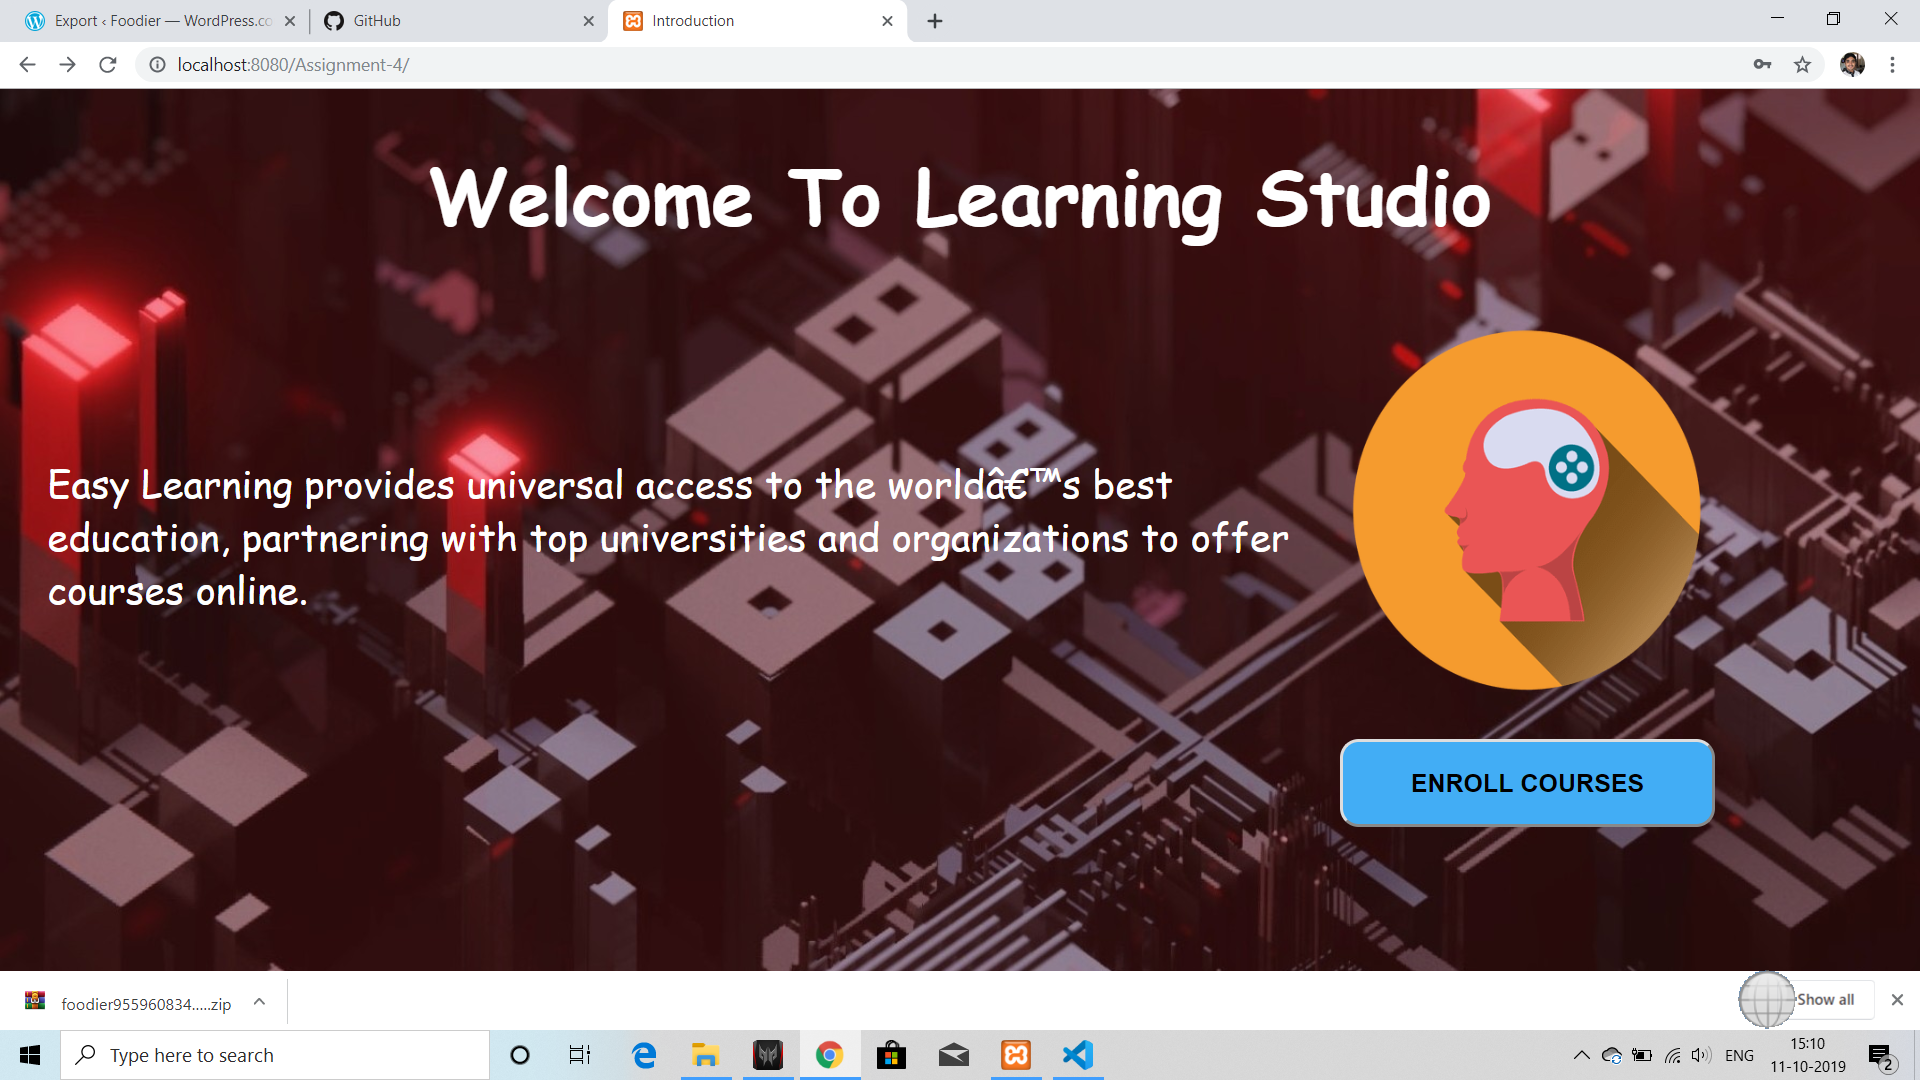 Export ‹ Foodier — WordPress.co
GitHub
Introduction
localhost:8080/Assignment-4/
Welcome To Learning Studio
Easy Learning provides universal access to the worldâ€™s best
education, partnering with top universities and organizations to offer
courses online.
ENROLL COURSES
foodier955960834.....zip
Show all
Type here to search
ENG
15:10
11-10-2019
2